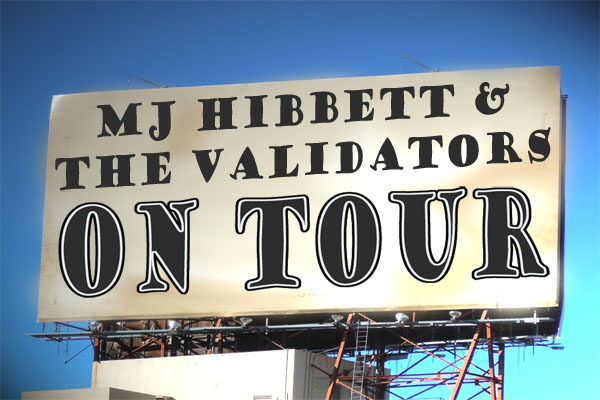 MJ HIBBETT &
THE VALIDATORS
ON TOUR